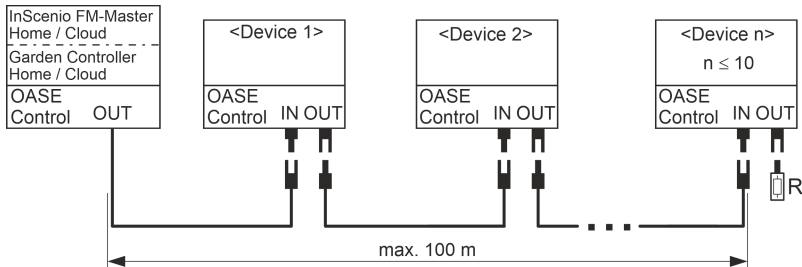 InScenio FM-Master
Home / Cloud
Garden Controller
Home / Cloud
OASE
Control OUT
<Device 1>
OASE
Control IN OUT
<Device 2>
OASE
Control IN OUT
<Device n>
n ≤ 10
OASE
Control IN OUT
R
max. 100 m